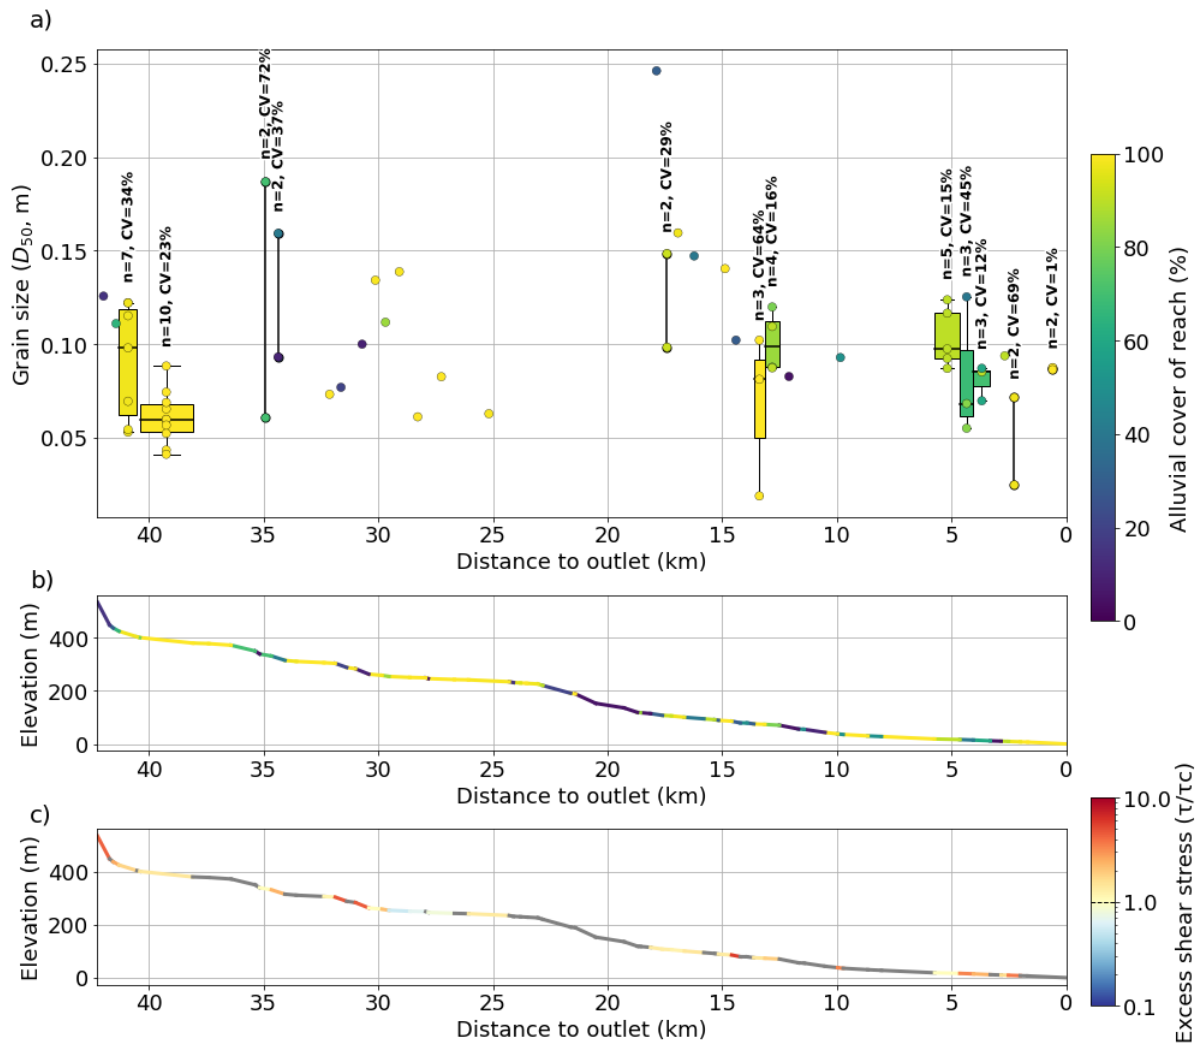 a)
Grain size (D50, m)
0.25
0.20
0.15
0.10
0.05
n=7, CV=34%
n=10, CV=23%
n=2, CV=72%
n=2, CV=37%
n=2, CV=29%
n=3, CV=64%
n=4, CV=16%
n=5, CV=15%
n=3, CV=45%
n=3, CV=12%
n=2, CV=69%
n=2, CV=1%
40 35 30 25 20 15 10 5 0
Distance to outlet (km)
100
80
60
40
20
0
Alluvial cover of reach (%)
b)
Elevation (m)
400
200
0
40 35 30 25 20 15 10 5 0
Distance to outlet (km)
c)
Elevation (m)
400
200
0
40 35 30 25 20 15 10 5 0
Distance to outlet (km)
10.0
1.0
0.1
Excess shear stress (τ/τc)